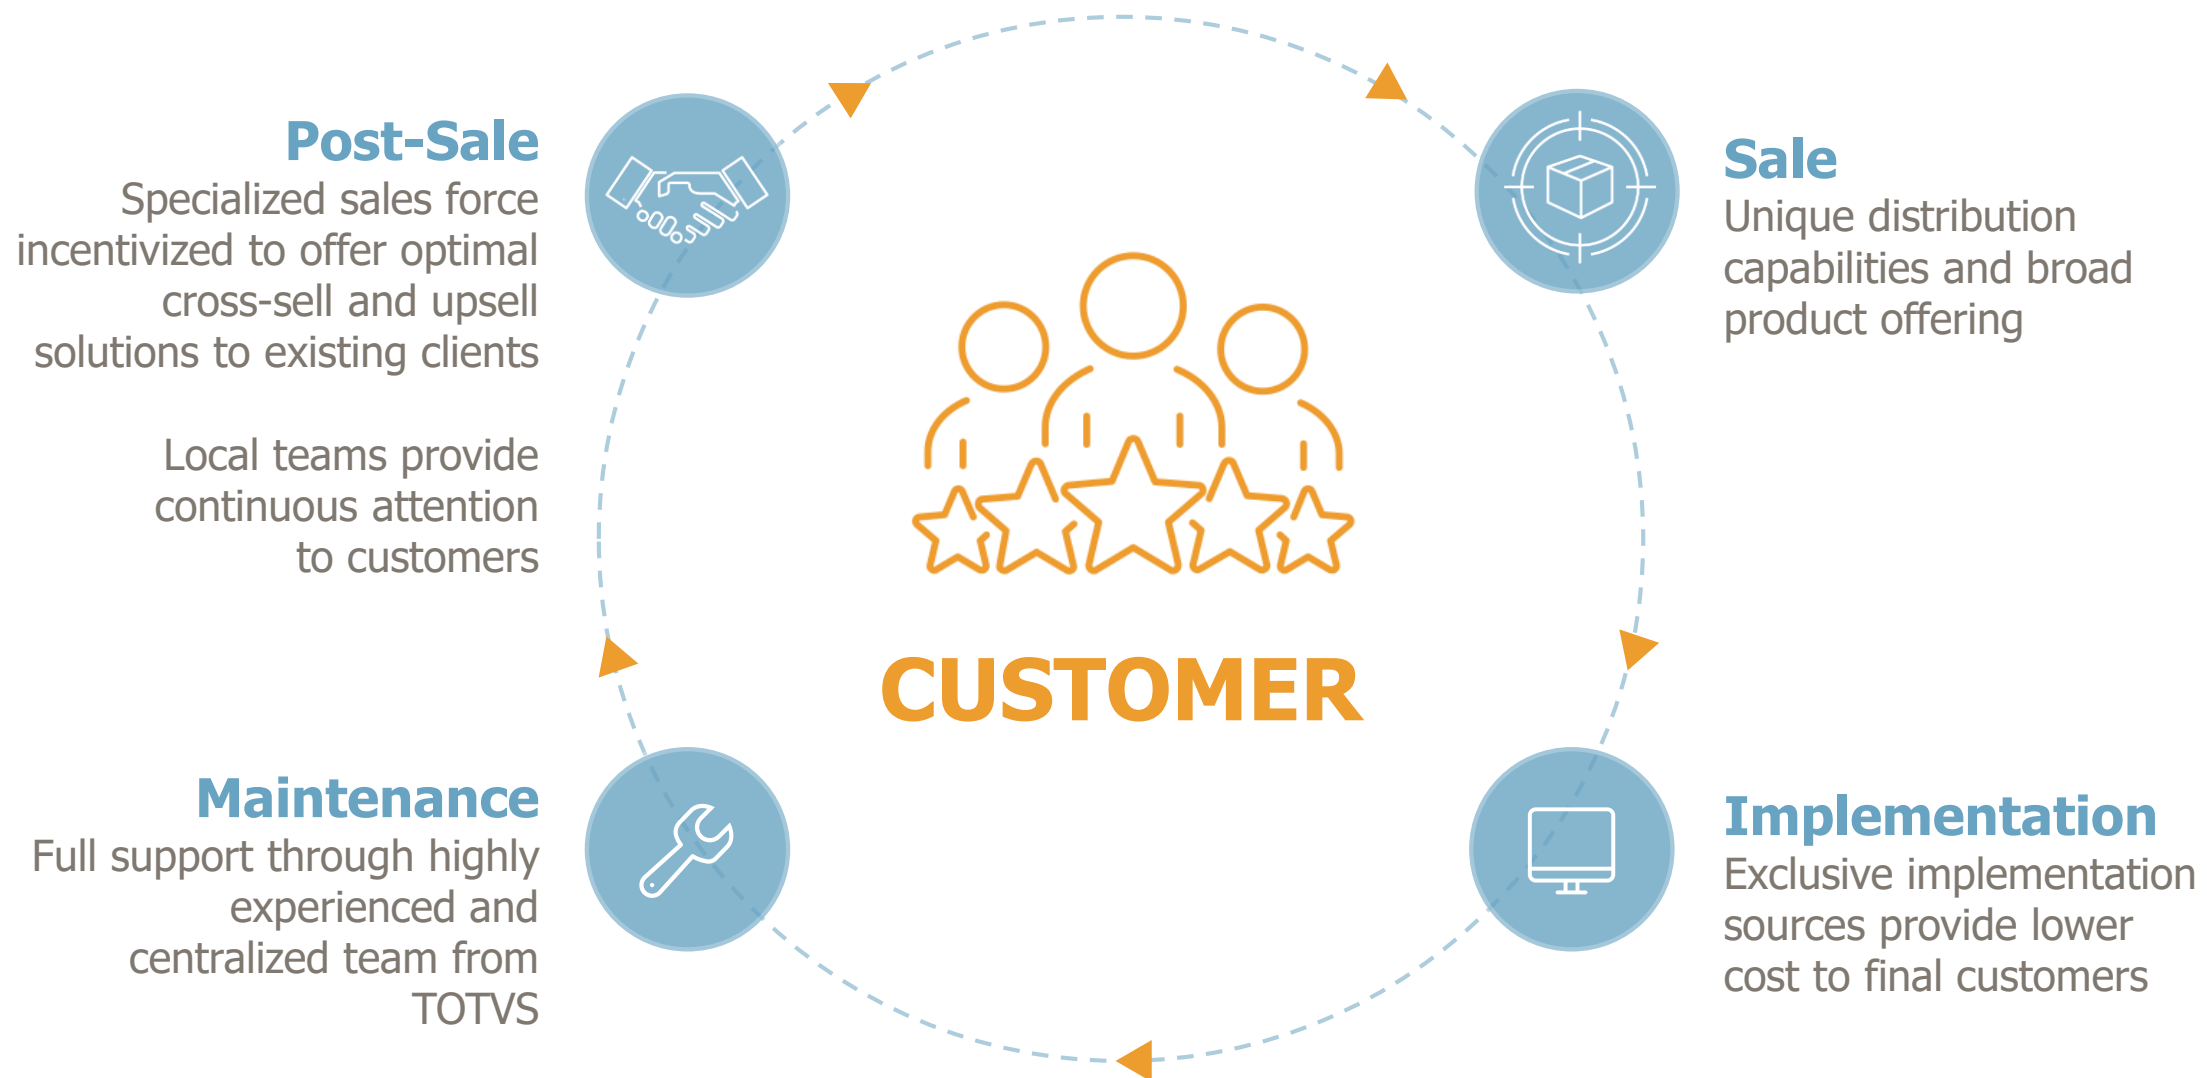 Post-Sale
Specialized sales force
incentivized to offer optimal
cross-sell and upsell
solutions to existing clients
Local teams provide
continuous attention
to customers
Sale
Unique distribution
capabilities and broad
product offering
CUSTOMER
Maintenance
Full support through highly
experienced and
centralized team from
TOTVS
Implementation
Exclusive implementation
sources provide lower
cost to final customers